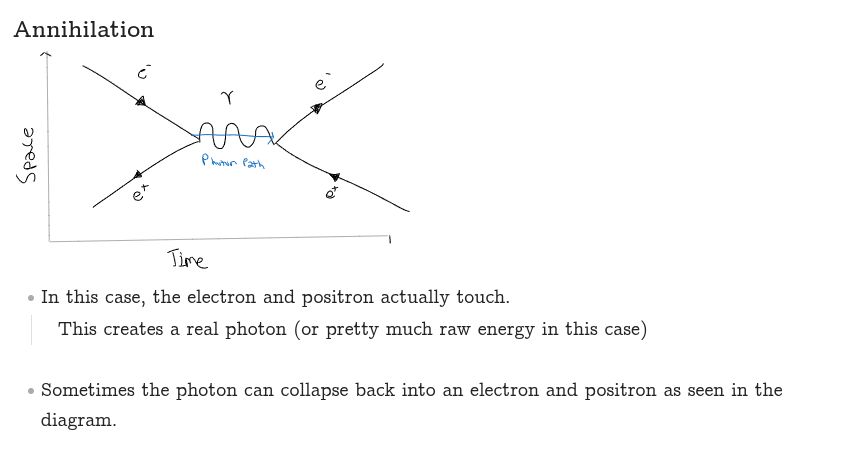 Annihilation
e⁻
e⁻
γ
Space
Photon Path
e⁺
e⁺
Time
• In this case, the electron and positron actually touch.
This creates a real photon (or pretty much raw energy in this case)
• Sometimes the photon can collapse back into an electron and positron as seen in the
diagram.